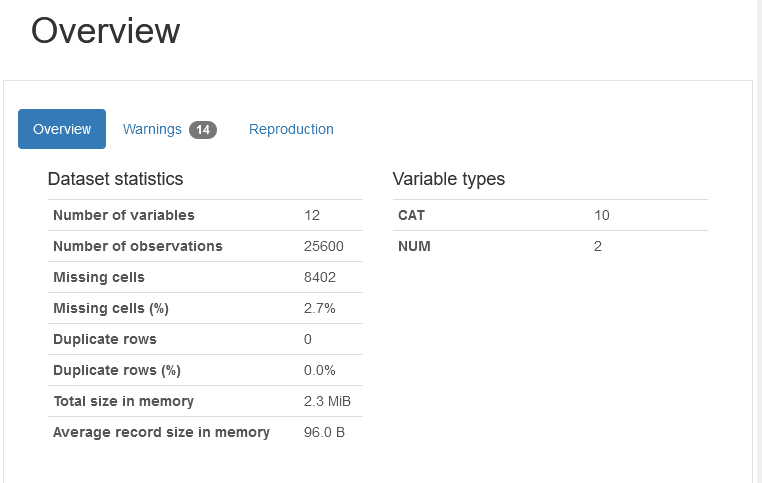 Overview
Overview Warnings 14 Reproduction
Dataset statistics
Number of variables 12
Number of observations 25600
Missing cells 8402
Missing cells (%) 2.7%
Duplicate rows 0
Duplicate rows (%) 0.0%
Total size in memory 2.3 MiB
Average record size in memory 96.0 B
Variable types
CAT 10
NUM 2